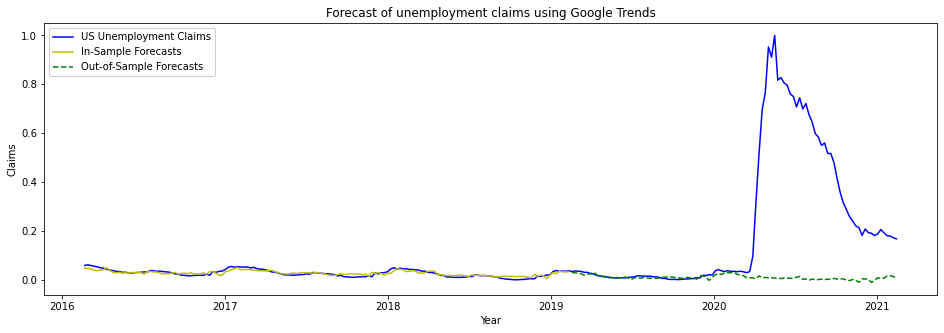 Forecast of unemployment claims using Google Trends
US Unemployment Claims
In-Sample Forecasts
Out-of-Sample Forecasts
1.0
0.8
0.6
0.4
0.2
0.0
Claims
2016
2017
2018
2019
2020
2021
Year